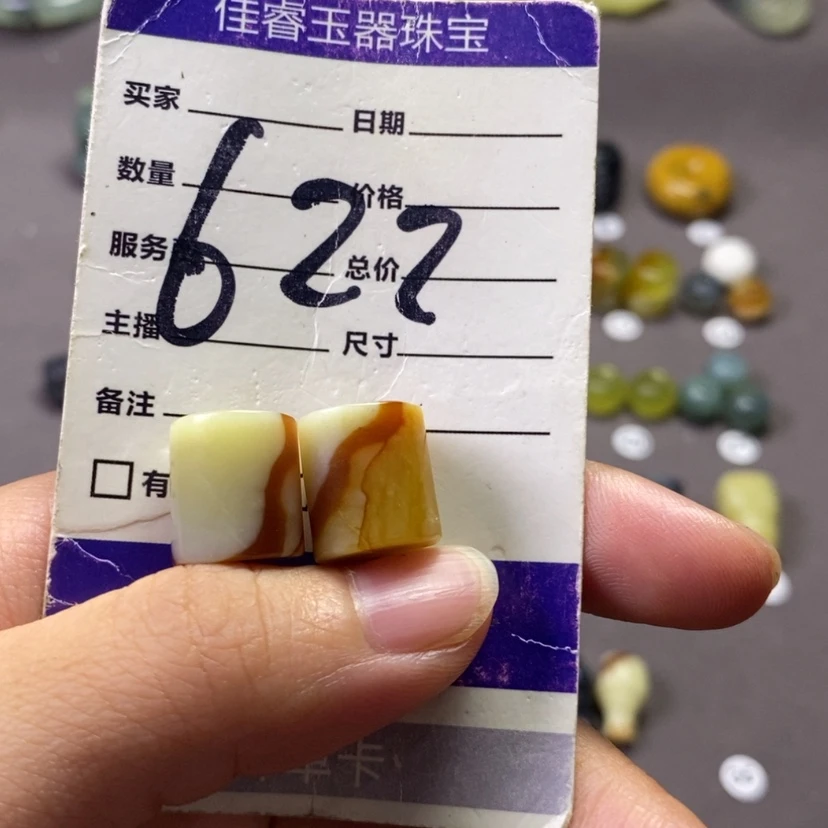 佳睿玉器珠宝
买家 日期
数量 价格
服务 总价
主播 尺寸
备注
有
622